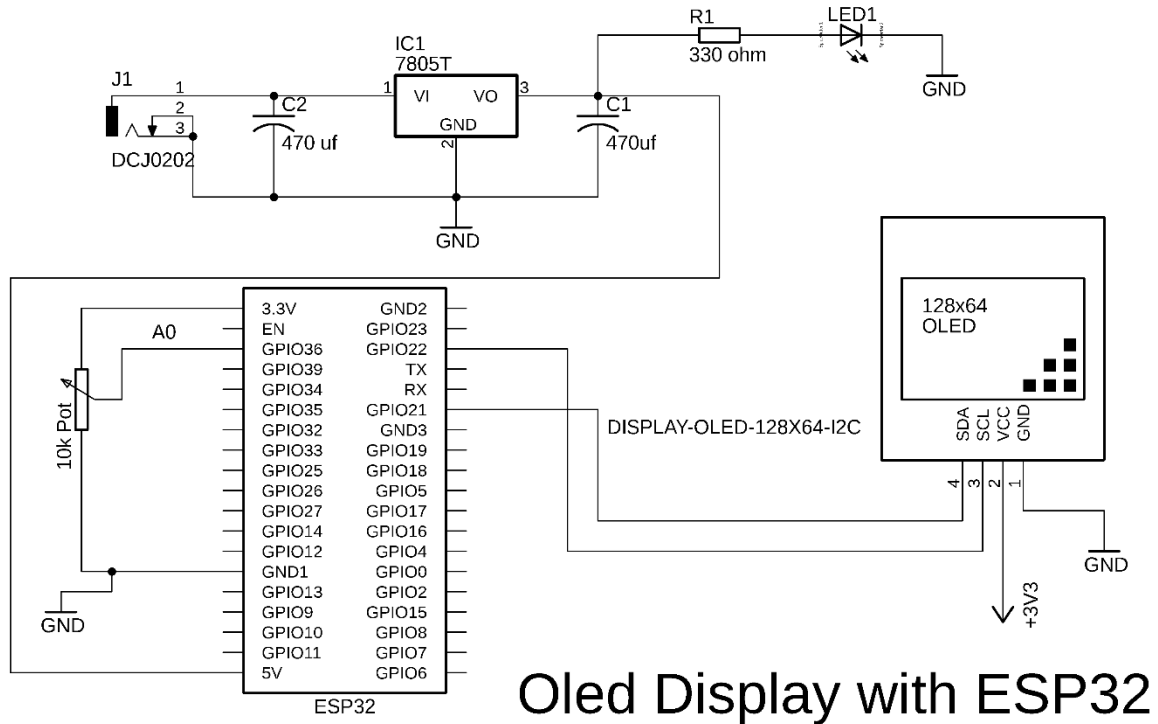 R1
330 ohm
LED1
GND
IC1
7805T
J1
1
2
3
DCJ0202
C2
470 uf
1
VI
VO
3
GND
2
C1
470uf
GND
A0
10k Pot
GND
3.3V
EN
GPIO36
GPIO39
GPIO34
GPIO35
GPIO32
GPIO33
GPIO25
GPIO26
GPIO27
GPIO14
GPIO12
GND1
GPIO13
GPIO9
GPIO10
GPIO11
5V
GND2
GPIO23
GPIO22
TX
RX
GPIO21
GND3
GPIO19
GPIO18
GPIO5
GPIO17
GPIO16
GPIO4
GPIO0
GPIO2
GPIO15
GPIO8
GPIO7
GPIO6
ESP32
DISPLAY-OLED-128X64-I2C
128x64
OLED
SDA
SCL
VCC
GND
4
3
2
1
GND
+3V3
Oled Display with ESP32